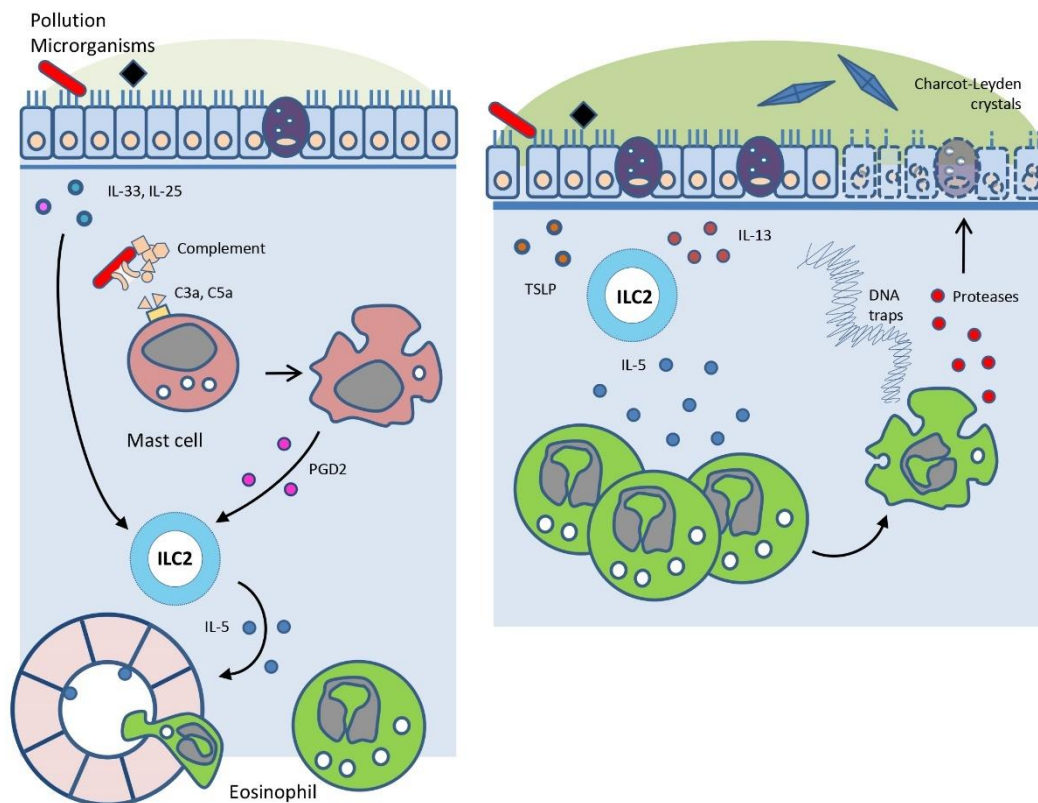 Pollution
Microrganisms
IL-33, IL-25
Complement
C3a, C5a
Mast cell
PGD2
ILC2
IL-5
Eosinophil
Charcot-Leyden
crystals
IL-13
TSLP
ILC2
DNA
traps
Proteases
IL-5